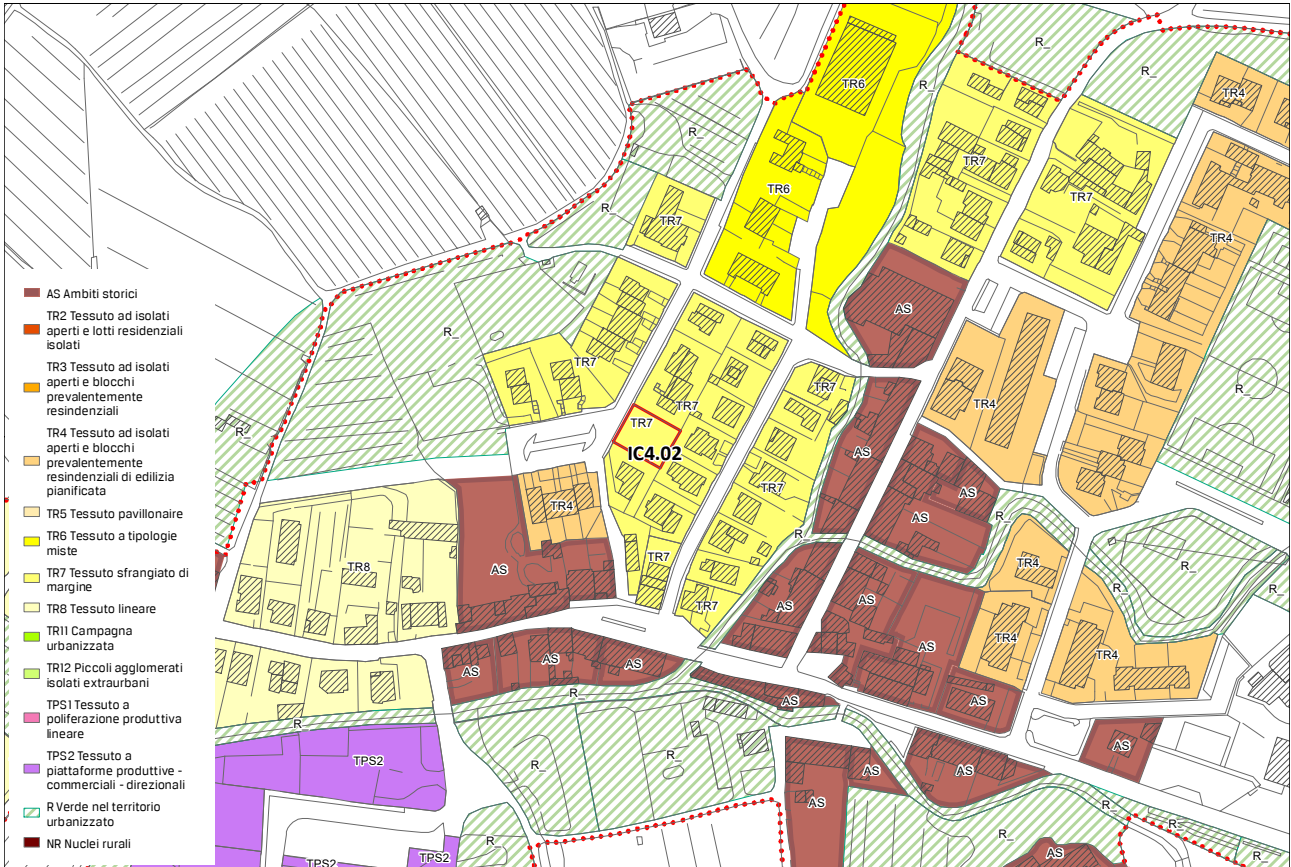 TR6
R_
R_
R_
TR4
R_
TR7
TR6
TR7
R_
TR7
TR4
AS
R_
TR7
TR7
TR7
R_
TR4
TR7
IC4.02
R_
AS
TR7
AS
AS
TR4
R_
R_
TR8
AS
TR7
TR4
R_
R_
TR7
AS
AS
AS
TR4
TR4
AS
AS
AS
R_
AS
AS
R_
AS
TPS2
R_
R_
AS
AS
AS
R_
TPS2
TPS2
R_
AS
R_
R_
AS Ambiti storici
TR2 Tessuto ad isolati
aperti e lotti residenziali
isolati
TR3 Tessuto ad isolati
aperti e blocchi
prevalentemente
resindenziali
TR4 Tessuto ad isolati
aperti e blocchi
prevalentemente
residenziali di edilizia
pianificata
TR5 Tessuto pavillonaire
TR6 Tessuto a tipologie
miste
TR7 Tessuto sfrangiato di
margine
TR8 Tessuto lineare
TR11 Campagna
urbanizzata
TR12 Piccoli agglomerati
isolati extraurbani
TPS1 Tessuto a
poliferazione produttiva
lineare
TPS2 Tessuto a
piattaforme produttive -
commerciali - direzionali
R Verde nel territorio
urbanizzato
NR Nuclei rurali